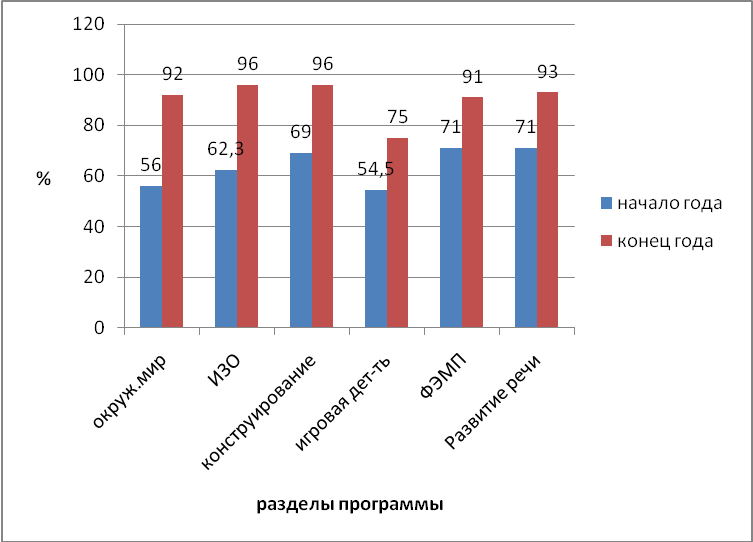 120
100
80
60
40
20
0
%
56
92
62,3
96
69
96
54,5
75
71
91
71
93
окруж.мир
ИЗО
конструирование
игровая дет-ть
ФЭМП
Развитие речи
разделы программы
начало года
конец года